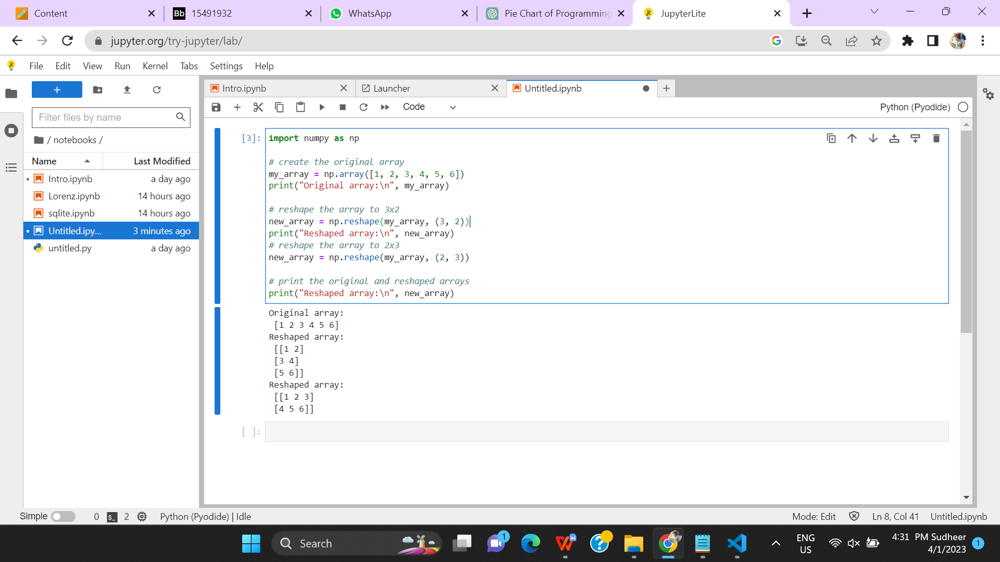 Content
Bb 15491932
WhatsApp
Pie Chart of Programming
JupyterLite
jupyter.org/try-jupyter/lab/
File Edit View Run Kernel Tabs Settings Help
Intro.ipynb
Launcher
Untitled.ipynb
Code
Python (Pyodide)
Filter files by name
/ notebooks /
Name Last Modified
Intro.ipynb a day ago
Lorenz.ipynb 14 hours ago
sqlite.ipynb 14 hours ago
Untitled.ipy... 3 minutes ago
untitled.py a day ago
[3]: import numpy as np
# create the original array
my_array = np.array([1, 2, 3, 4, 5, 6])
print("Original array:\n", my_array)
# reshape the array to 3x2
new_array = np.reshape(my_array, (3, 2))
print("Reshaped array:\n", new_array)
# reshape the array to 2x3
new_array = np.reshape(my_array, (2, 3))
# print the original and reshaped arrays
print("Reshaped array:\n", new_array)
Original array:
[1 2 3 4 5 6]
Reshaped array:
[[1 2]
[3 4]
[5 6]]
Reshaped array:
[[1 2 3]
[4 5 6]]
[ ]:
Simple 0 $_ 2 Python (Pyodide) | Idle Mode: Edit Ln 8, Col 41 Untitled.ipynb
Search
1
ENG
US
4:31 PM Sudheer
4/1/2023
1